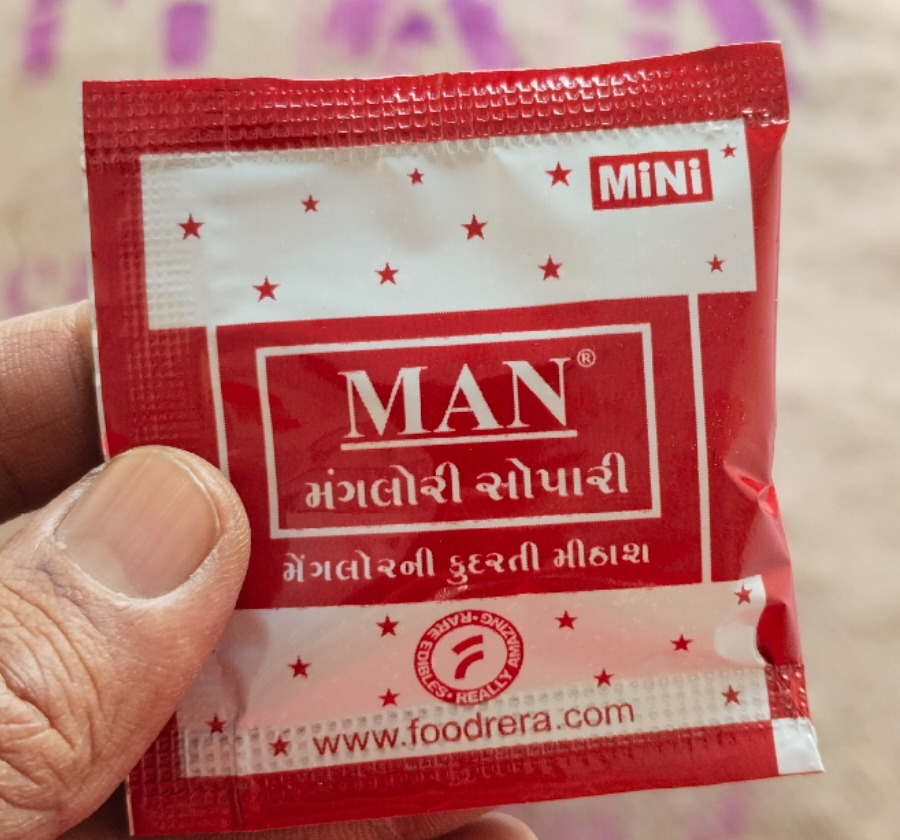 MiNi
MAN®
મંગલોરી સોપારી
મેંગલોરની કુદરતી મીઠાશ
RARE EDIBLES • REALLY AMAZING •
www.foodrera.com